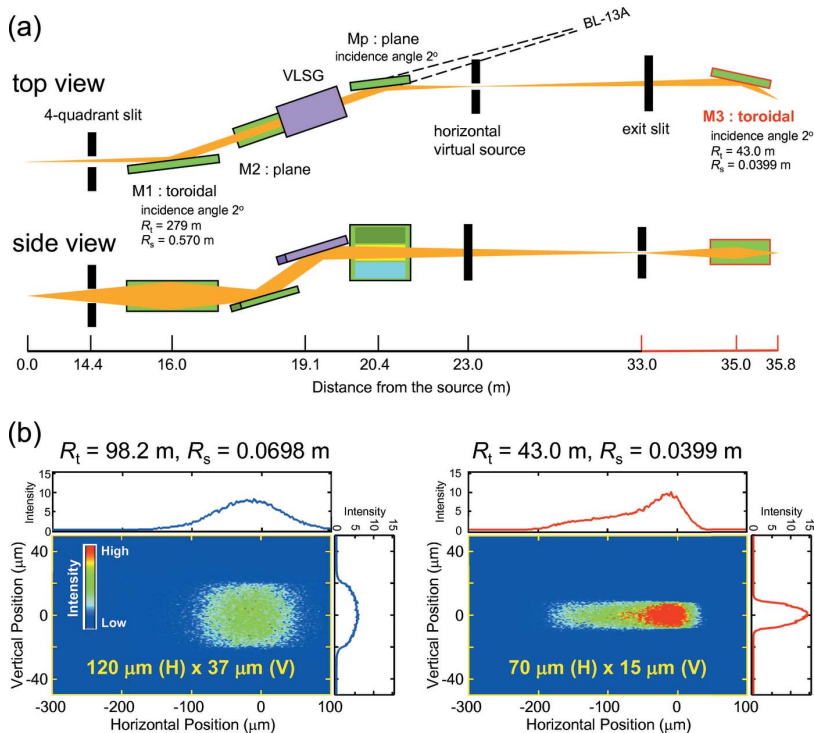 (a)
BL-13A
Mp : plane
incidence angle 2º
VLSG
top view
4-quadrant slit
horizontal
virtual source
exit slit
M3 : toroidal
incidence angle 2º
Rt = 43.0 m
Rs = 0.0399 m
M2 : plane
M1 : toroidal
incidence angle 2º
Rt = 279 m
Rs = 0.570 m
side view
0.0 14.4 16.0 19.1 20.4 23.0 33.0 35.0 35.8
Distance from the source (m)
(b)
Rt = 98.2 m, Rs = 0.0698 m
Intensity
15
10
5
0
Intensity
0 5 10 15
Vertical Position (µm)
40
0
-40
Intensity
High
Low
120 µm (H) x 37 µm (V)
-300 -200 -100 0 100
Horizontal Position (µm)
Rt = 43.0 m, Rs = 0.0399 m
Intensity
15
10
5
0
Intensity
0 5 10 15
Vertical Position (µm)
40
0
-40
70 µm (H) x 15 µm (V)
-300 -200 -100 0 100
Horizontal Position (µm)